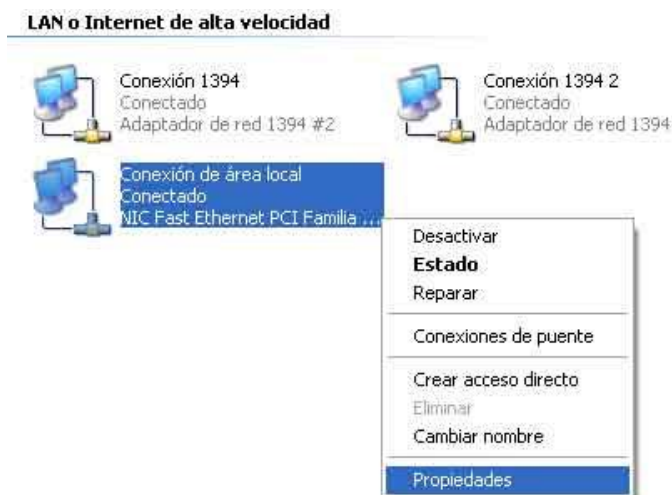 LAN o Internet de alta velocidad
Conexión 1394
Conectado
Adaptador de red 1394 #2
Conexión 1394 2
Conectado
Adaptador de red 1394
Conexión de área local
Conectado
NIC Fast Ethernet PCI Familia ...
Desactivar
Estado
Reparar
Conexiones de puente
Crear acceso directo
Eliminar
Cambiar nombre
Propiedades